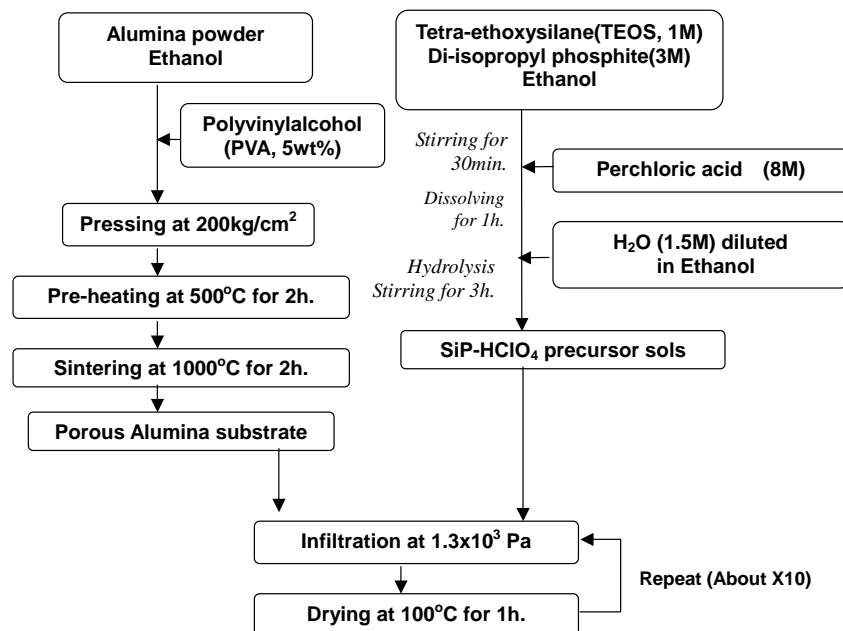 Alumina powder
Ethanol
Polyvinylalcohol
(PVA, 5wt%)
Pressing at 200kg/cm²
Pre-heating at 500°C for 2h.
Sintering at 1000°C for 2h.
Porous Alumina substrate
Tetra-ethoxysilane(TEOS, 1M)
Di-isopropyl phosphite(3M)
Ethanol
Stirring for
30min.
Perchloric acid (8M)
Dissolving
for 1h.
H₂O (1.5M) diluted
in Ethanol
Hydrolysis
Stirring for 3h.
SiP-HClO₄ precursor sols
Infiltration at 1.3x10³ Pa
Repeat (About X10)
Drying at 100°C for 1h.